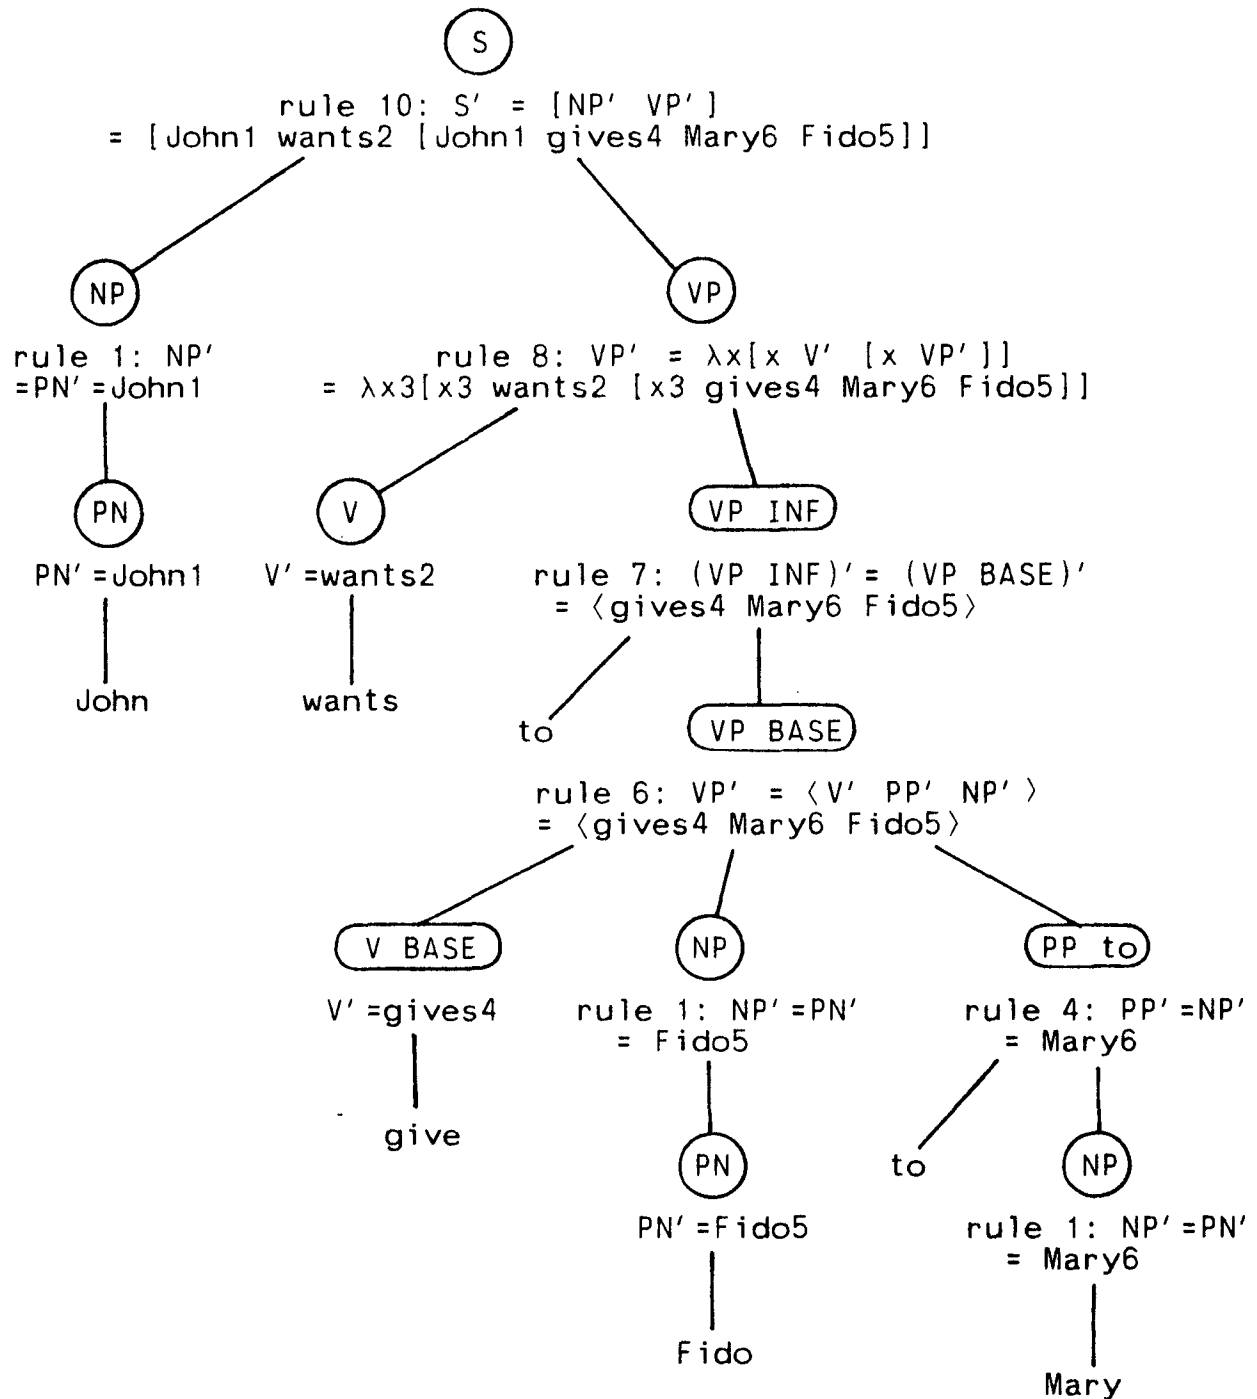 S
rule 10: S′ = [NP′ VP′]
= [John1 wants2 [John1 gives4 Mary6 Fido5]]
NP
VP
rule 1: NP′
=PN′=John1
rule 8: VP′ = λx[x V′ [x VP′]]
= λx3[x3 wants2 [x3 gives4 Mary6 Fido5]]
PN
V
VP INF
PN′=John1
V′=wants2
rule 7: (VP INF)′= (VP BASE)′
= ⟨gives4 Mary6 Fido5⟩
John
wants
to
VP BASE
rule 6: VP′ = ⟨V′ PP′ NP′⟩
= ⟨gives4 Mary6 Fido5⟩
V BASE
NP
PP to
V′=gives4
rule 1: NP′=PN′
= Fido5
rule 4: PP′=NP′
= Mary6
give
PN
to
NP
PN′=Fido5
rule 1: NP′=PN′
= Mary6
Fido
Mary